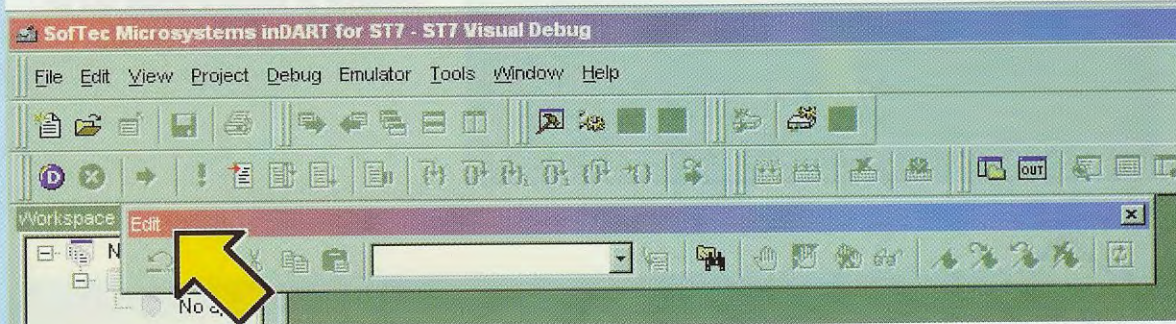 SofTec Microsystems inDART for ST7 - ST7 Visual Debug
File Edit View Project Debug Emulator Tools Window Help
D
OUT
Workspace
Edit
N
No